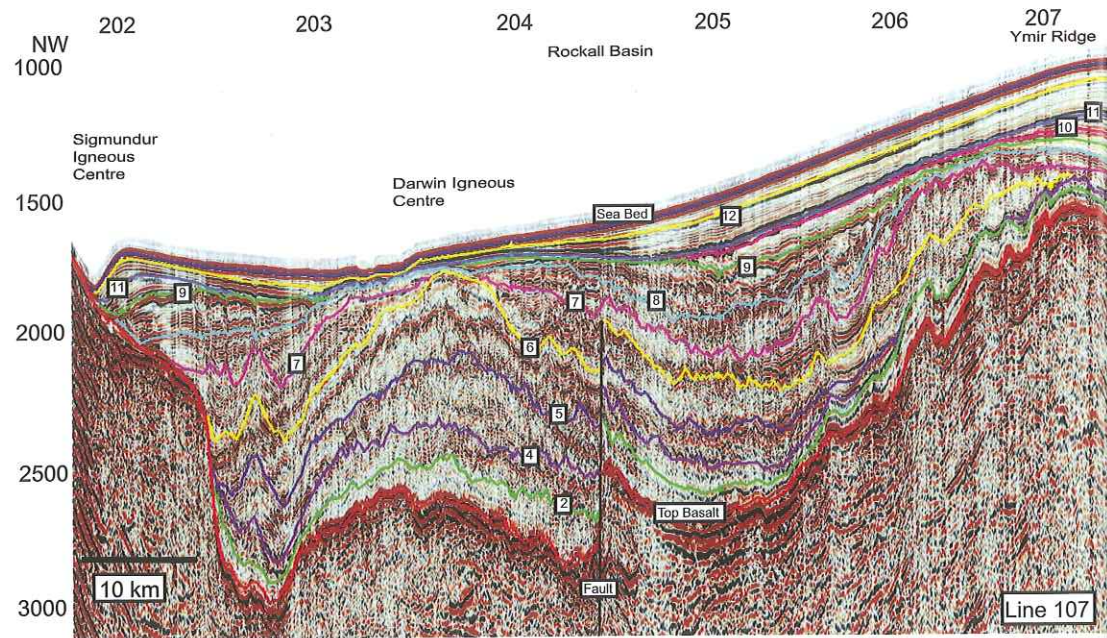 202 203 204 205 206 207
NW
Rockall Basin
Ymir Ridge
1000
11
10
Sigmundur
Igneous
Centre
Darwin Igneous
Centre
1500
Sea Bed
12
9
11
9
8
7
2000
6
7
5
4
2500
2
Top Basalt
10 km
Fault
3000
Line 107